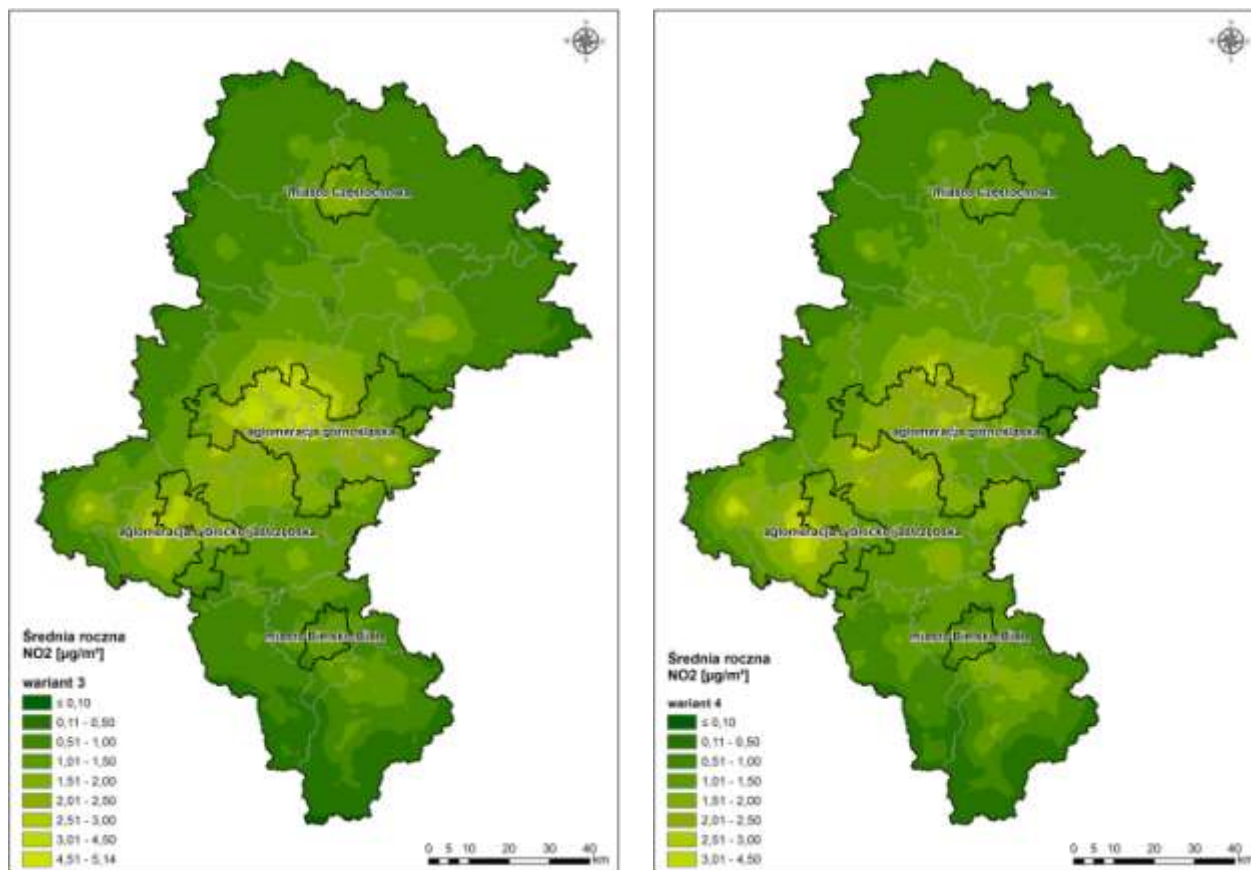 miasto Częstochowa
aglomeracja górnośląska
aglomeracja rybnicko-jastrzębska
miasto Bielsko-Biała
Średnia roczna
NO2 [µg/m³]
wariant 3
≤ 0,10
0,11 - 0,50
0,51 - 1,00
1,01 - 1,50
1,51 - 2,00
2,01 - 2,50
2,51 - 3,00
3,01 - 4,50
4,51 - 5,14
0 5 10 20 30 40
km
miasto Częstochowa
aglomeracja górnośląska
aglomeracja rybnicko-jastrzębska
miasto Bielsko-Biała
Średnia roczna
NO2 [µg/m³]
wariant 4
≤ 0,10
0,11 - 0,50
0,51 - 1,00
1,01 - 1,50
1,51 - 2,00
2,01 - 2,50
2,51 - 3,00
3,01 - 4,50
0 5 10 20 30 40
km